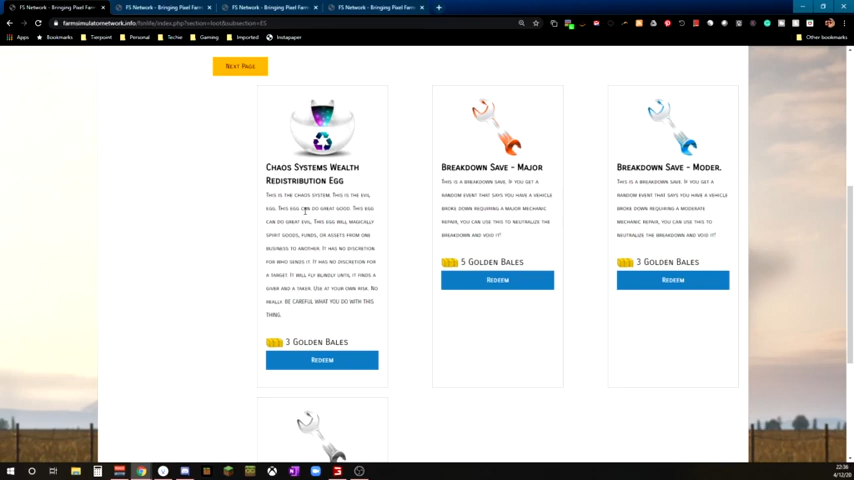 FS Network - Bringing Pixel Farm
FS Network - Bringing Pixel Farm
FS Network - Bringing Pixel Farm
FS Network - Bringing Pixel Farm
farmsimulatornetwork.info/fsnlife/index.php?section=visit&subsection=ES
Apps
Bookmarks
Tierpoint
Personal
Techie
Gaming
Imported
Instapaper
Other bookmarks
Next Page
Chaos Systems Wealth
Redistribution Egg
This is the chaos system. This is the evil
egg. This egg can do great good. This egg
can do great evil. This egg will magically
spirit goods, funds, or assets from one
business to another. It has no discretion
for who sends it. It has no discretion for
a target. It will fly blindly until it finds a
giver and a taker. Use at your own risk. No
really. be careful what you do with this
thing.
3 Golden Bales
Redeem
Breakdown Save - Major
This is a breakdown save. If you get a
random event that says you have a vehicle
broke down requiring a major mechanic
repair, you can use this to neutralize the
breakdown and void it!
5 Golden Bales
Redeem
Breakdown Save - Moder.
This is a breakdown save. If you get a
random event that says you have a vehicle
broke down requiring a moderate
mechanic repair, you can use this to
neutralize the breakdown and void it!
3 Golden Bales
Redeem
22:36
4/12/20